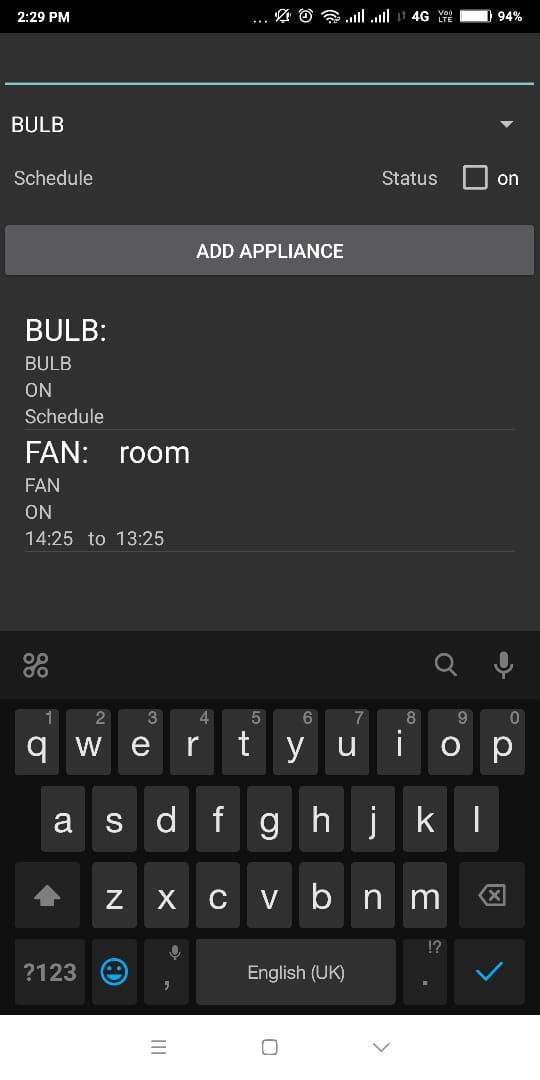 2:29 PM ... 4G Vo) LTE 94%
BULB
Schedule Status on
ADD APPLIANCE
BULB:
BULB
ON
Schedule
FAN: room
FAN
ON
14:25 to 13:25
1 2 3 4 5 6 7 8 9 0
q w e r t y u i o p
a s d f g h j k l
z x c v b n m
?123 , English (UK) !? .